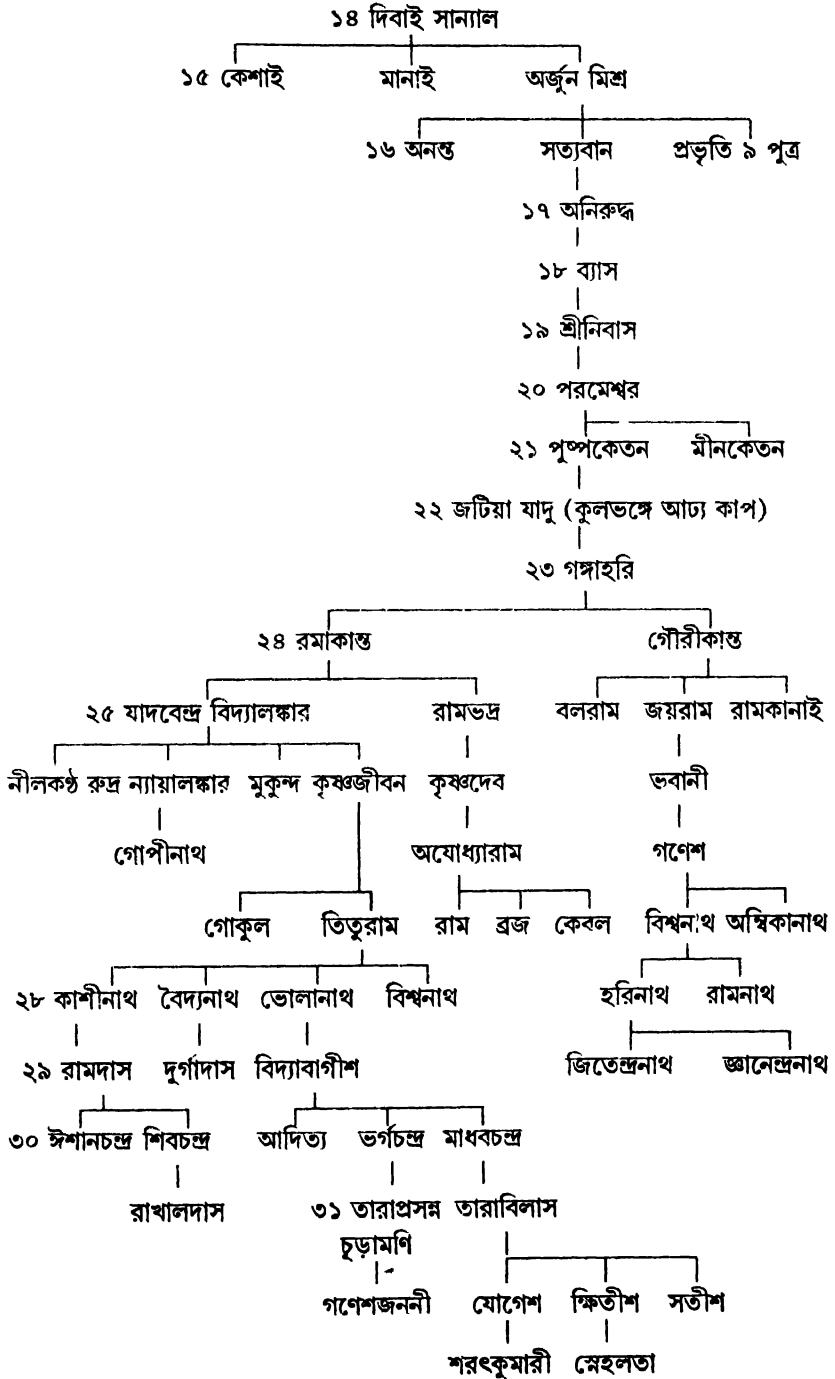 ১৪ দিবাই সান্যাল
১৫ কেশাই মানাই অর্জুন মিশ্র
১৬ অনন্ত সত্যবান প্রভৃতি ৯ পুত্র
১৭ অনিরুদ্ধ
১৮ ব্যাস
১৯ শ্রীনিবাস
২০ পরমেশ্বর
২১ পুষ্পকেতন মীনকেতন
২২ জটিয়া যাদু (কুলভঙ্গে আঢ্য কাপ)
২৩ গঙ্গাহরি
২৪ রমাকান্ত গৌরীকান্ত
২৫ যাদবেন্দ্র বিদ্যালঙ্কার রামভদ্র বলরাম জয়রাম রামকানাই
নীলকণ্ঠ রুদ্র ন্যায়ালঙ্কার মুকুন্দ কৃষ্ণজীবন কৃষ্ণদেব ভবানী
গোপীনাথ অযোধ্যারাম গণেশ
গোকুল তিতুরাম রাম ব্রজ কেবল বিশ্বনাথ অম্বিকানাথ
২৮ কাশীনাথ বৈদ্যনাথ ভোলানাথ বিশ্বনাথ হরিনাথ রামনাথ
২৯ রামদাস দুর্গাদাস বিদ্যাবাগীশ জিতেন্দ্রনাথ জ্ঞানেন্দ্রনাথ
৩০ ঈশানচন্দ্র শিবচন্দ্র আদিত্য ভর্গচন্দ্র মাধবচন্দ্র
রাখালদাস ৩১ তারাপ্রসন্ন তারাবিলাস
চূড়ামণি
গণেশজননী যোগেশ ক্ষিতীশ সতীশ
শরৎকুমারী স্নেহলতা